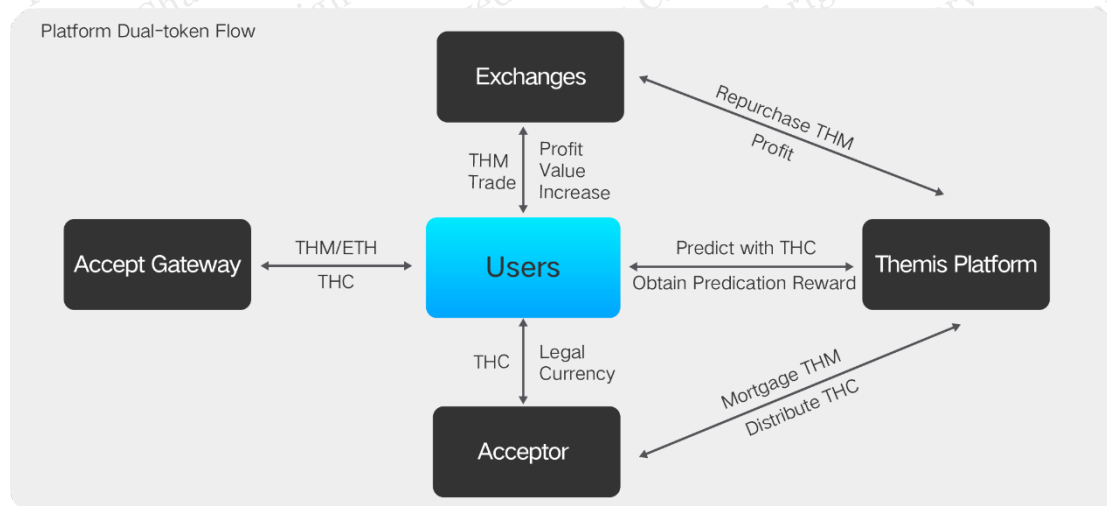 Platform Dual-token Flow
Exchanges
Repurchase THM
Profit
THM
Trade
Profit
Value
Increase
Accept Gateway
THM/ETH
THC
Users
Predict with THC
Obtain Predication Reward
Themis Platform
THC
Legal
Currency
Mortgage THM
Distribute THC
Acceptor